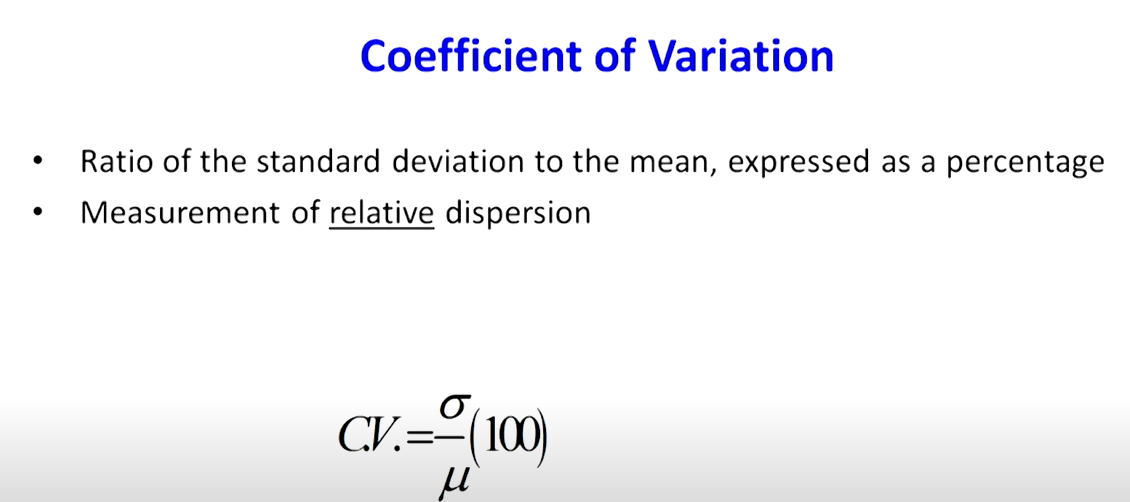 Coefficient of Variation
• Ratio of the standard deviation to the mean, expressed as a percentage
• Measurement of relative dispersion
C.V.=σ/μ(100)